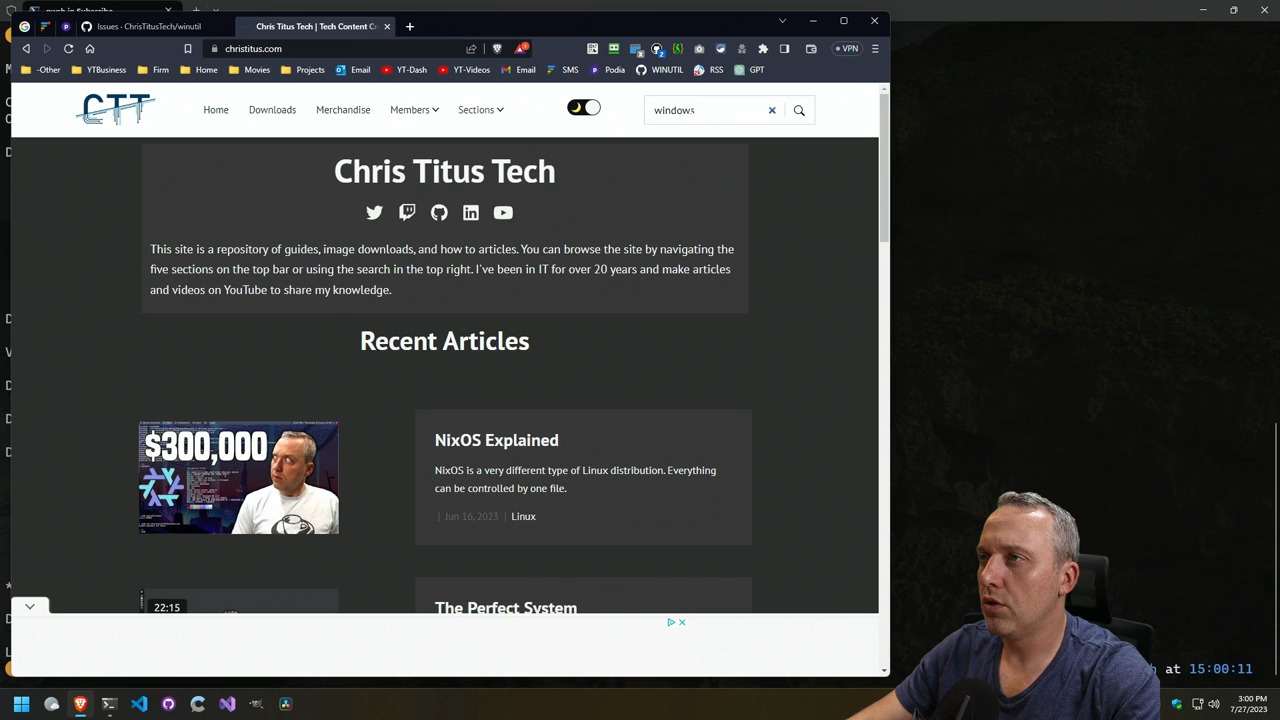 pwsh in Subscribe
Issues · ChrisTitusTech/winutil
Chris Titus Tech | Tech Content Cr
christitus.com
VPN
-Other
YTBusiness
Firm
Home
Movies
Projects
Email
YT-Dash
YT-Videos
Email
SMS
Podia
WINUTIL
RSS
GPT
CTT
Home
Downloads
Merchandise
Members
Sections
windows
Chris Titus Tech
This site is a repository of guides, image downloads, and how to articles. You can browse the site by navigating the
five sections on the top bar or using the search in the top right. I've been in IT for over 20 years and make articles
and videos on YouTube to share my knowledge.
Recent Articles
$300,000
NixOS Explained
NixOS is a very different type of Linux distribution. Everything
can be controlled by one file.
| Jun 16, 2023 | Linux
22:15
The Perfect System
at 15:00:11
3:00 PM
7/27/2023